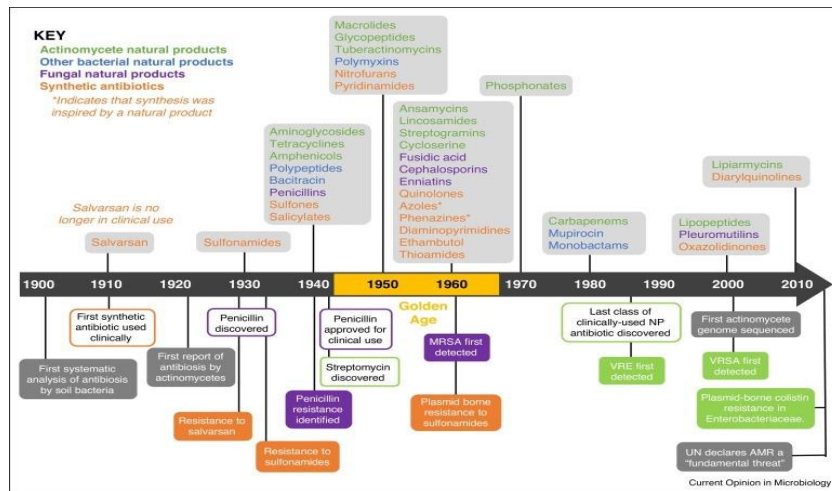 KEY
Actinomycete natural products
Other bacterial natural products
Fungal natural products
Synthetic antibiotics
*Indicates that synthesis was
inspired by a natural product
Salvarsan is no
longer in clinical use
Salvarsan
Sulfonamides
Aminoglycosides
Tetracyclines
Amphenicols
Polypeptides
Bacitracin
Penicillins
Sulfones
Salicylates
Macrolides
Glycopeptides
Tuberactinomycins
Polymyxins
Nitrofurans
Pyridinamides
Ansamycins
Lincosamides
Streptogramins
Cycloserine
Fusidic acid
Cephalosporins
Enniatins
Quinolones
Azoles*
Phenazines*
Diaminopyrimidines
Ethambutol
Thioamides
Phosphonates
Carbapenems
Mupirocin
Monobactams
Lipopeptides
Pleuromutilins
Oxazolidinones
Lipiarmycins
Diarylquinolines
1900 1910 1920 1930 1940 1950 1960 1970 1980 1990 2000 2010
Golden
Age
First systematic
analysis of antibiosis
by soil bacteria
First synthetic
antibiotic used
clinically
First report of
antibiosis by
actinomycetes
Penicillin
discovered
Resistance to
salvarsan
Resistance to
sulfonamides
Penicillin
resistance
identified
Penicillin
approved for
clinical use
Streptomycin
discovered
MRSA first
detected
Plasmid borne
resistance to
sulfonamides
Last class of
clinically-used NP
antibiotic discovered
VRE first
detected
First actinomycete
genome sequenced
VRSA first
detected
Plasmid-borne colistin
resistance in
Enterobacteriaceae.
UN declares AMR a
"fundamental threat"
Current Opinion in Microbiology